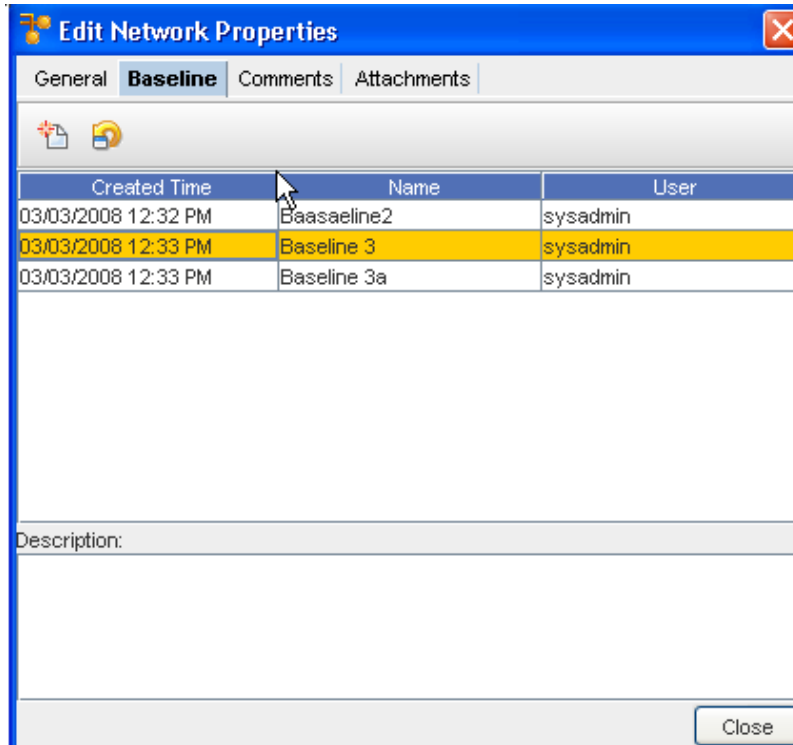 Edit Network Properties
General Baseline Comments Attachments
Created Time Name User
03/03/2008 12:32 PM Baasaeline2 sysadmin
03/03/2008 12:33 PM Baseline 3 sysadmin
03/03/2008 12:33 PM Baseline 3a sysadmin
Description:
Close